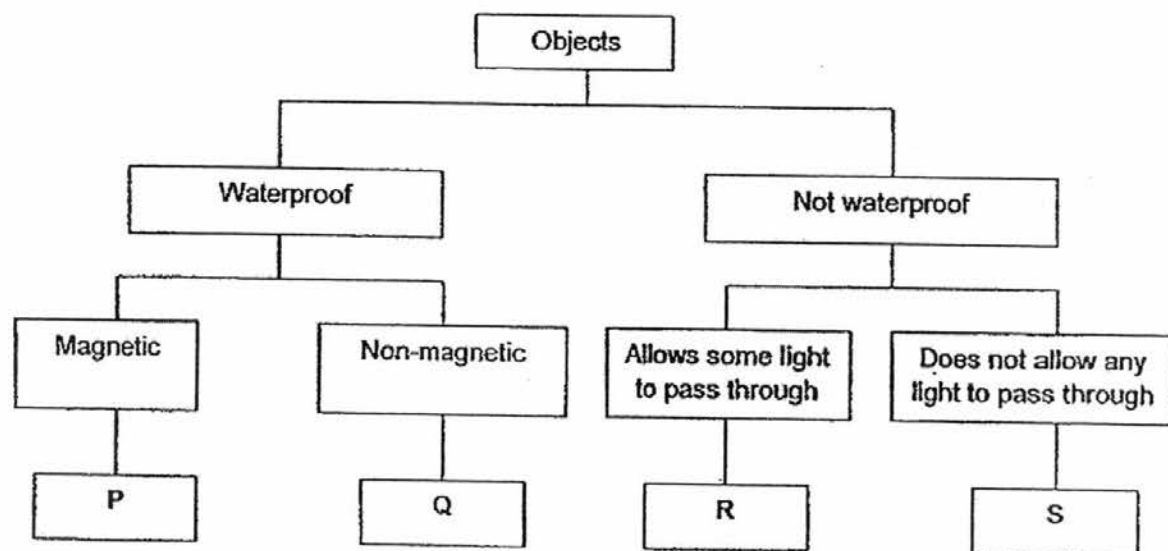 Objects
Waterproof
Not waterproof
Magnetic
Non-magnetic
Allows some light
to pass through
Does not allow any
light to pass through
P
Q
R
S